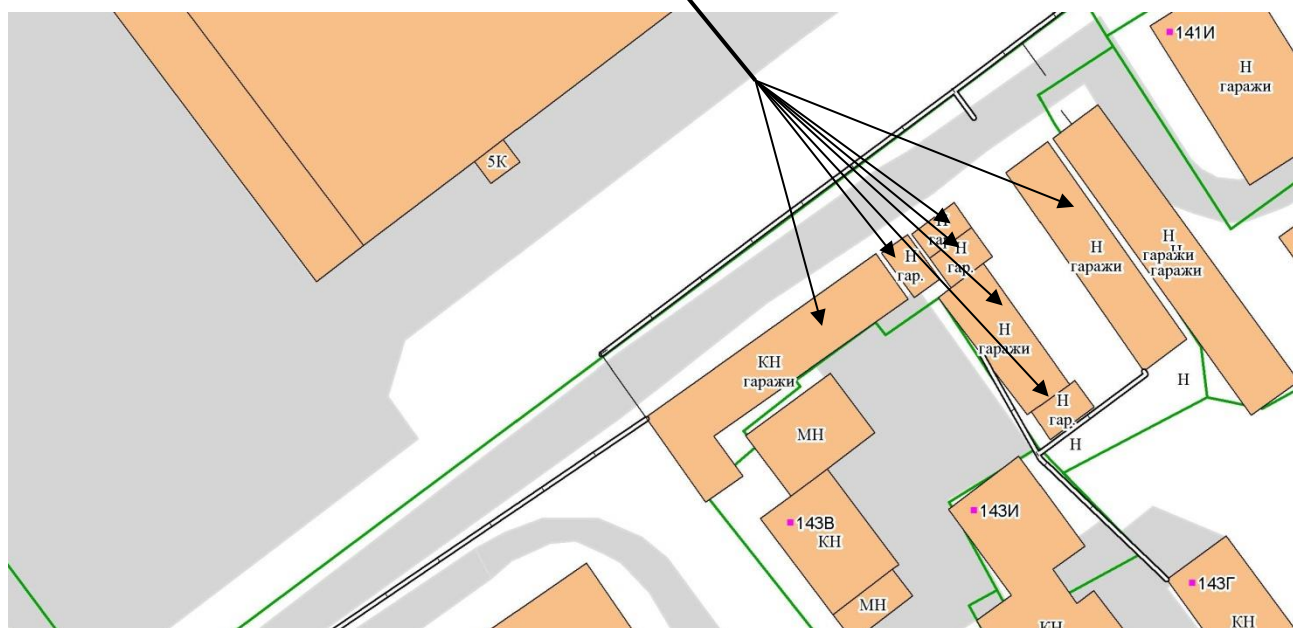 141И
Н
гаражи
5К
Н
гар.
Н
гар.
Н
гар.
Н
гаражи
Н
гаражи
Н
гаражи
гаражи
КН
гаражи
Н
Н
гар.
Н
МН
143В
КН
МН
143И
КН
143Г
КН